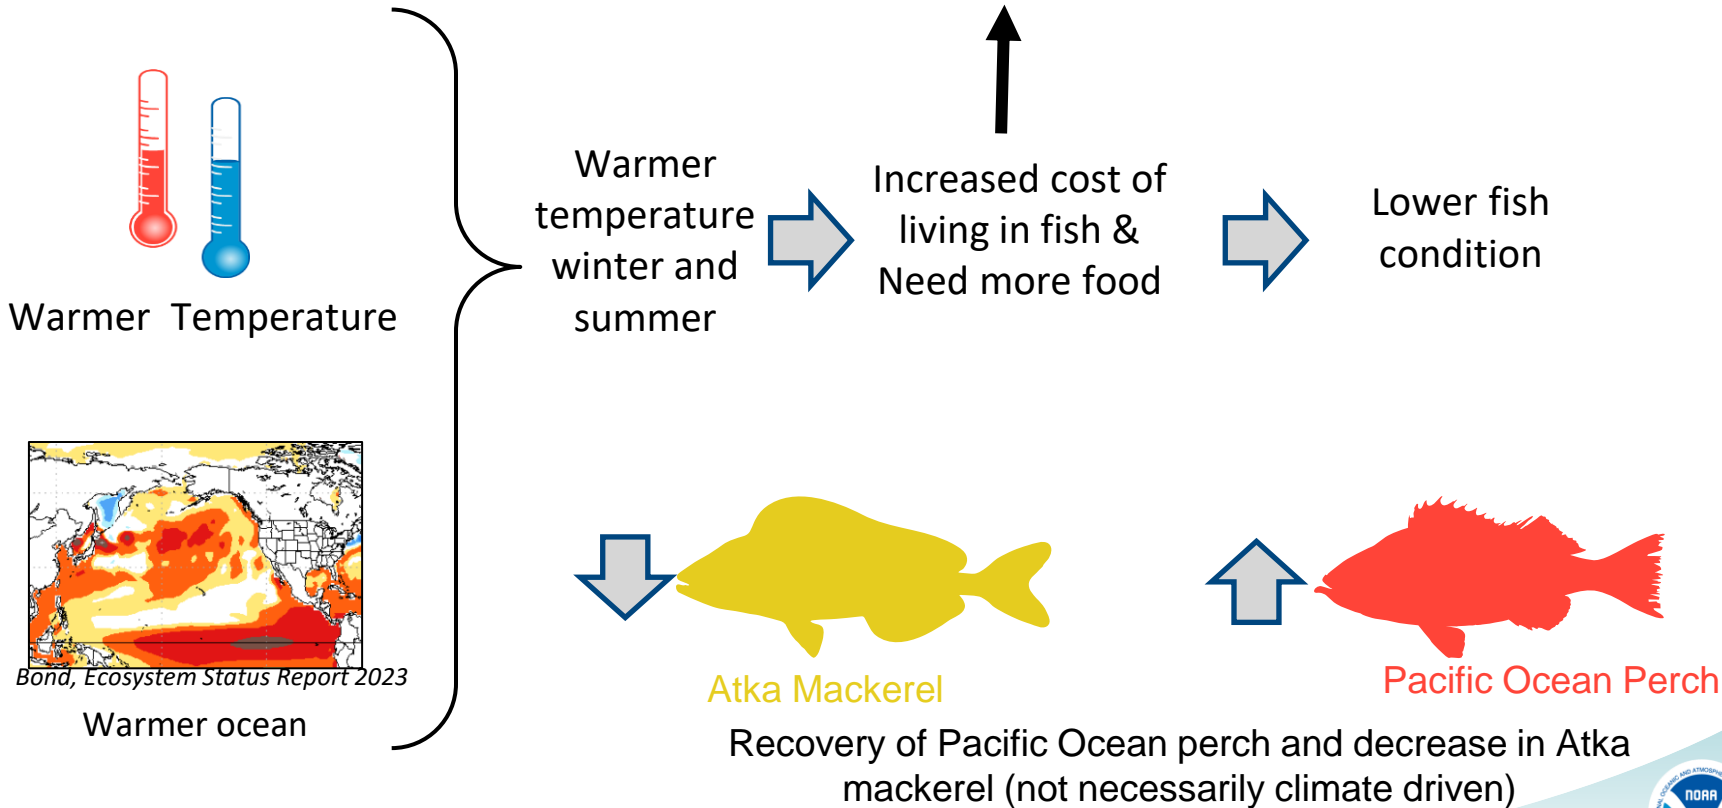 Warmer Temperature
Bond, Ecosystem Status Report 2023
Warmer ocean
Warmer
temperature
winter and
summer
Increased cost of
living in fish &
Need more food
Lower fish
condition
Atka Mackerel
Pacific Ocean Perch
Recovery of Pacific Ocean perch and decrease in Atka
mackerel (not necessarily climate driven)
NOAA